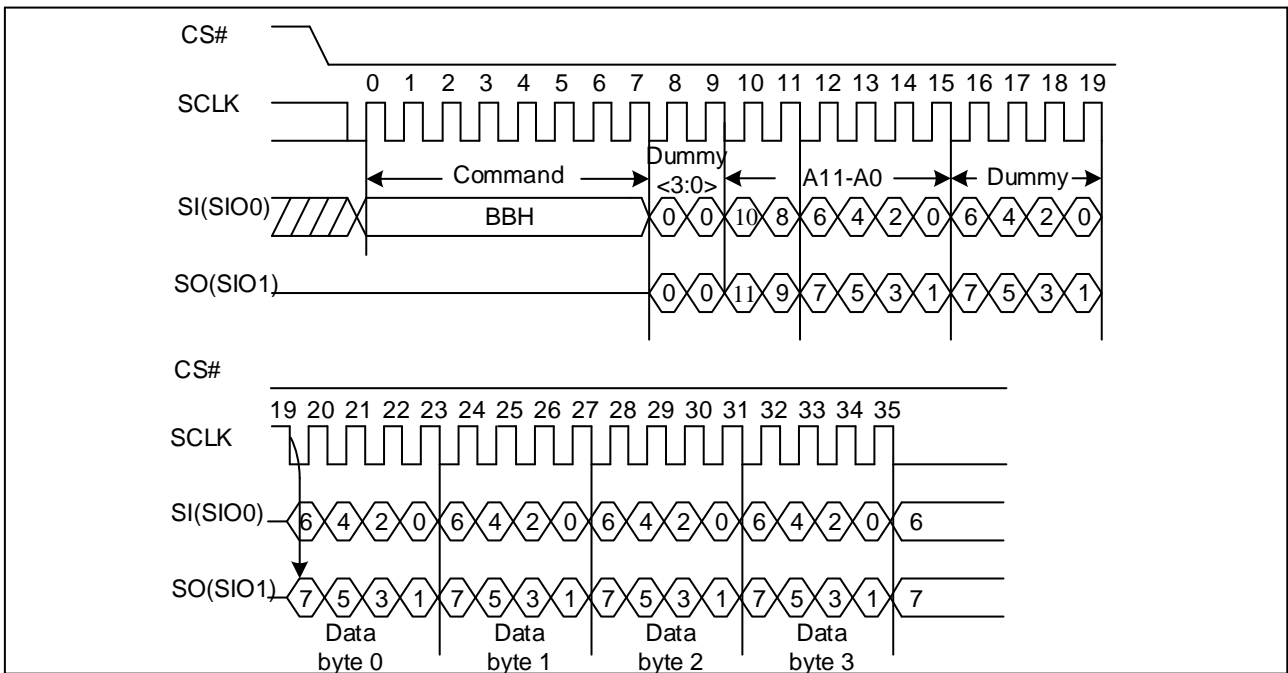 CS#
0 1 2 3 4 5 6 7 8 9 10 11 12 13 14 15 16 17 18 19
SCLK
Dummy
<3:0>
Command A11-A0 Dummy
SI(SIO0) BBH 0 0 10 8 6 4 2 0 6 4 2 0
SO(SIO1) 0 0 11 9 7 5 3 1 7 5 3 1
CS#
19 20 21 22 23 24 25 26 27 28 29 30 31 32 33 34 35
SCLK
SI(SIO0) 6 4 2 0 6 4 2 0 6 4 2 0 6 4 2 0 6
SO(SIO1) 7 5 3 1 7 5 3 1 7 5 3 1 7 5 3 1 7
Data Data Data Data
byte 0 byte 1 byte 2 byte 3